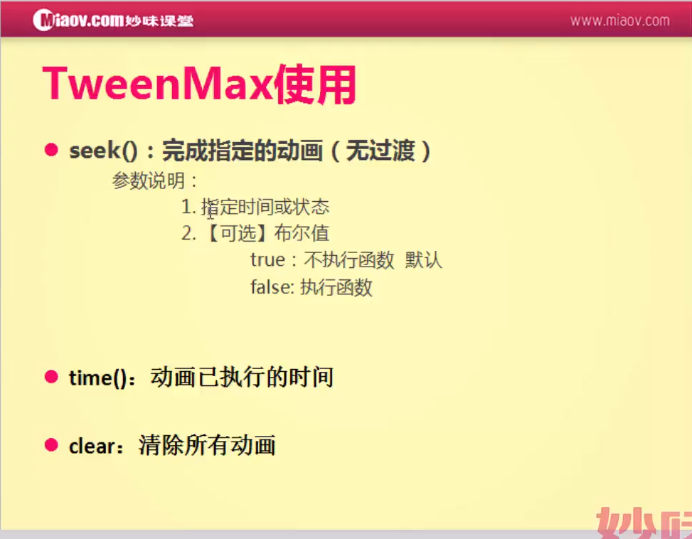 Miaov.com妙味课堂
www.miaov.com
TweenMax使用
seek()：完成指定的动画（无过渡）
参数说明：
1. 指定时间或状态
2. 【可选】布尔值
true：不执行函数 默认
false: 执行函数
time()：动画已执行的时间
clear：清除所有动画
妙味